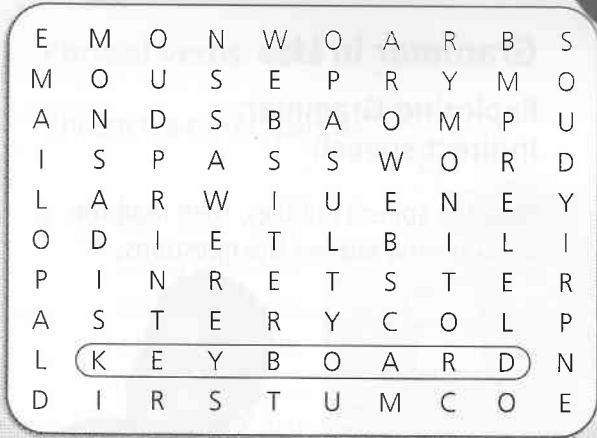 E M O N W O A R B S
M O U S E P R Y M O
A N D S B A O M P U
I S P A S S W O R D
L A R W I U E N E Y
O D I E T L B I L I
P I N R E T S T E R
A S T E R Y C O L P
L K E Y B O A R D N
D I R S T U M C O E